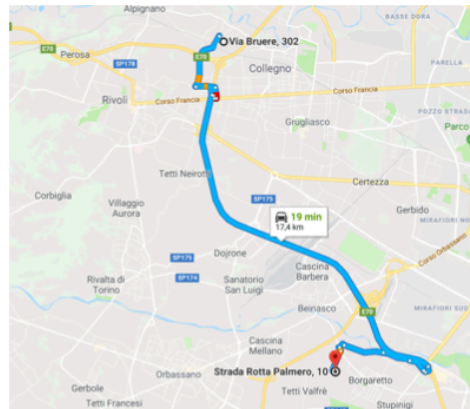 Alpignano
BASSE DORA
Via Bruere, 302
E70
Perosa
Collegno
PARELLA
SP178
Rivoli
Corso Francia
Corso Francia
Grugliasco
POZZO STRADA
Parco
Tetti Neirotti
SP175
Certezza
Corbiglia
Villaggio
Aurora
Gerbido
MIRAFIORI NO
19 min
17,4 km
Dojrone
SP175
SP174
Corso Orbassano
Rivalta di
Torino
Sanatorio
San Luigi
Cascina
Barbera
Beinasco
E70
MIRAFIORI SUD
Cascina
Mellano
Strada Rotta Palmero, 10
Orbassano
Borgaretto
Gerbole
Tetti Valfrè
Tetti Francesi
Stupinigi